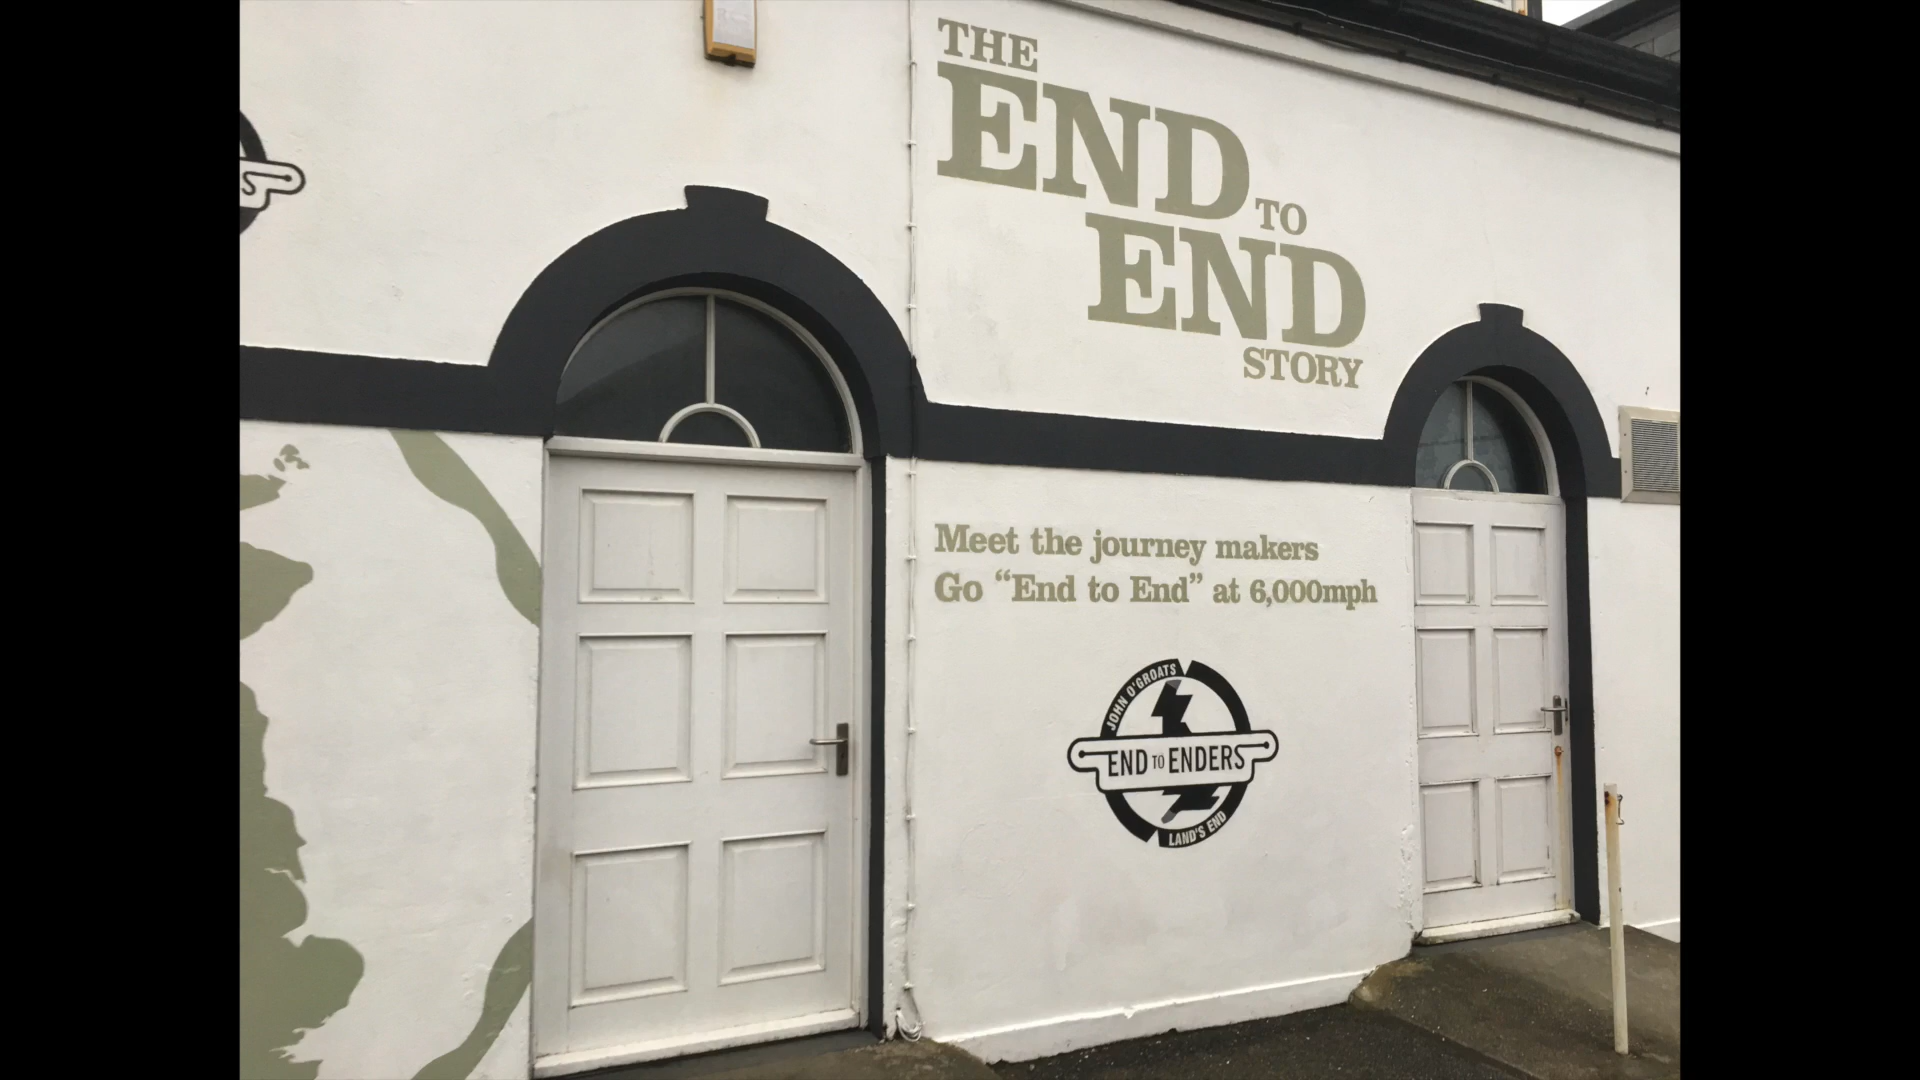 THE
END
TO
END
STORY
Meet the journey makers
Go “End to End” at 6,000mph
JOHN O'GROATS
END TO ENDERS
LAND'S END